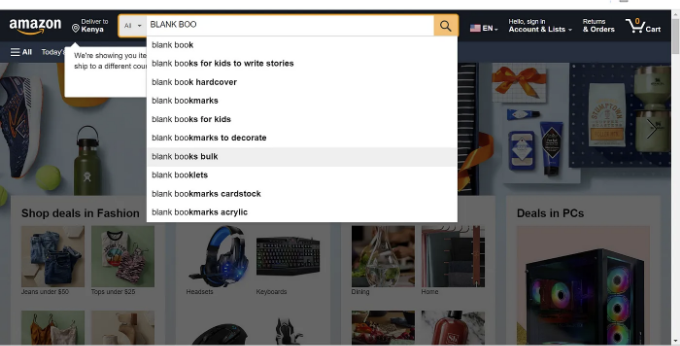 amazon
Deliver to
Kenya
All
BLANK BOO
EN
Hello, sign in
Account & Lists
Returns
& Orders
0
Cart
All
Today's
We're showing you ite
ship to a different cou
blank book
blank books for kids to write stories
blank book hardcover
blank bookmarks
blank books for kids
blank bookmarks to decorate
blank books bulk
blank booklets
blank bookmarks cardstock
blank bookmarks acrylic
Shop deals in Fashion
Deals in PCs
Jeans under $50
Tops under $25
Headsets
Keyboards
Dining
Home